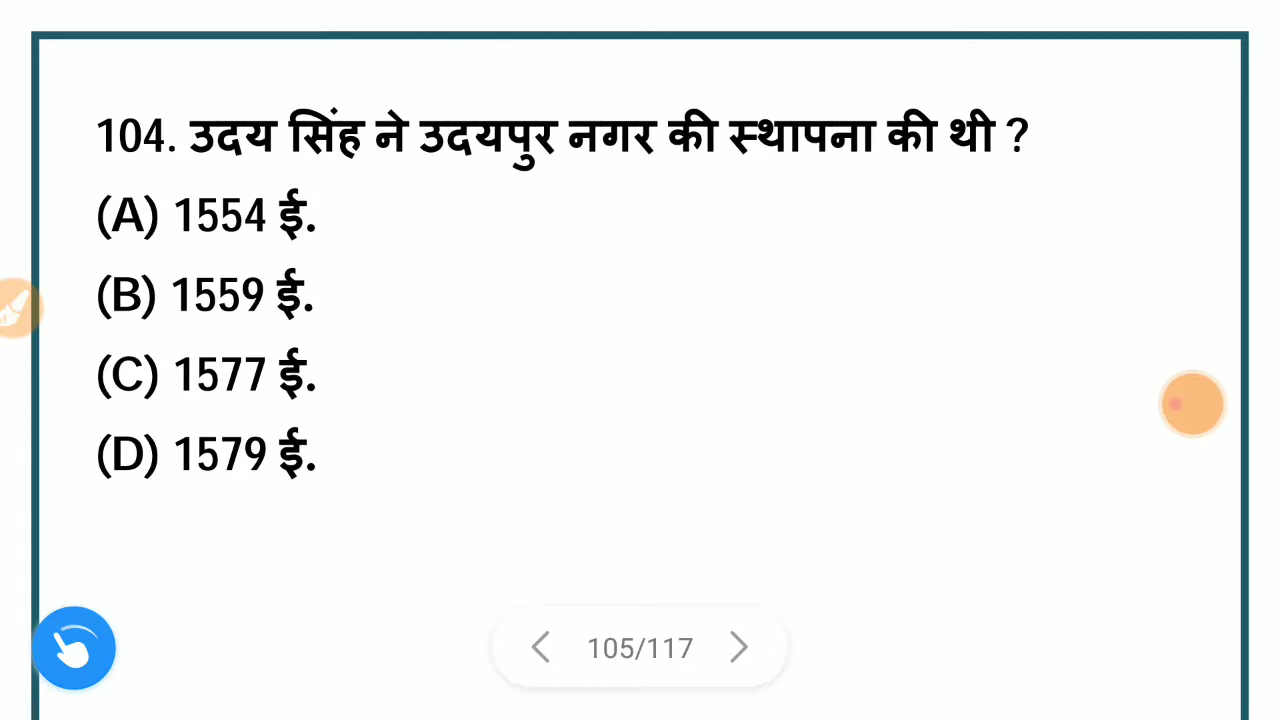 104. उदय सिंह ने उदयपुर नगर की स्थापना की थी ?
(A) 1554 ई.
(B) 1559 ई.
(C) 1577 ई.
(D) 1579 ई.
105/117